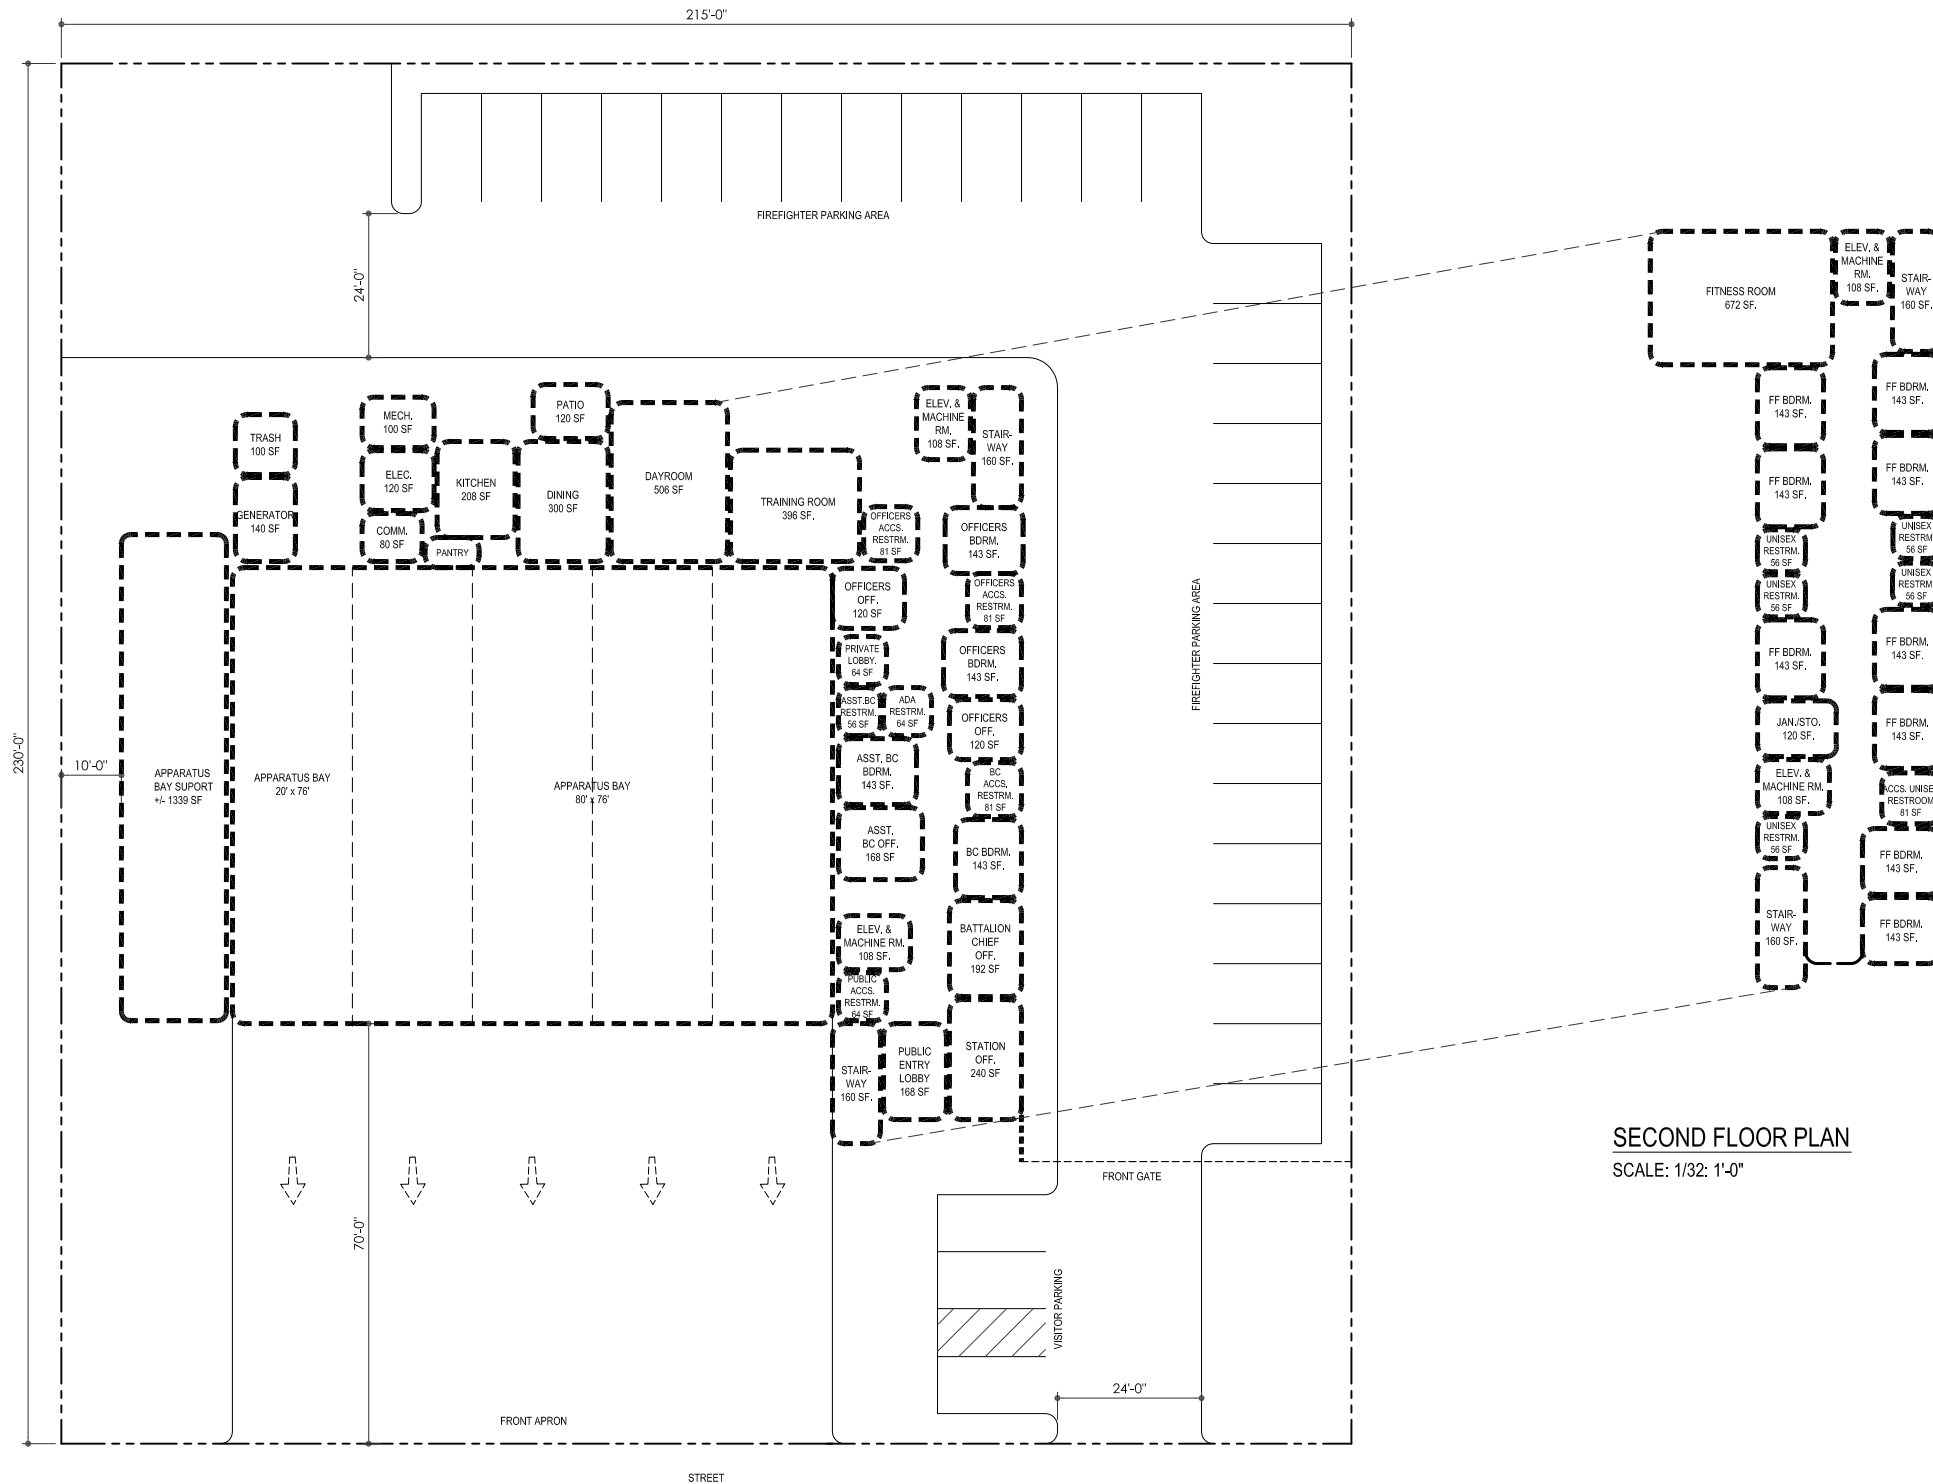 215'-0"
230'-0"
24'-0"
FIREFIGHTER PARKING AREA
TRASH
100 SF
GENERATOR
140 SF
MECH.
100 SF
ELEC.
120 SF
COMM.
80 SF
KITCHEN
208 SF
PANTRY
PATIO
120 SF
DINING
300 SF
DAYROOM
506 SF
TRAINING ROOM
396 SF.
OFFICERS
ACCS.
RESTRM.
81 SF
ELEV. &
MACHINE
RM.
108 SF.
STAIR-
WAY
160 SF.
OFFICERS
BDRM.
143 SF.
OFFICERS
OFF.
120 SF
OFFICERS
ACCS.
RESTRM.
81 SF
PRIVATE
LOBBY.
64 SF
OFFICERS
BDRM.
143 SF.
ASST.BC
RESTRM.
56 SF
ADA
RESTRM.
64 SF
OFFICERS
OFF.
120 SF
ASST. BC
BDRM.
143 SF.
BC
ACCS.
RESTRM.
81 SF
ASST.
BC OFF.
168 SF
BC BDRM.
143 SF.
ELEV. &
MACHINE RM.
108 SF.
BATTALION
CHIEF
OFF.
192 SF
PUBLIC
ACCS.
RESTRM.
64 SF
STAIR-
WAY
160 SF.
PUBLIC
ENTRY
LOBBY
168 SF
STATION
OFF.
240 SF
10'-0"
APPARATUS
BAY SUPORT
+/- 1339 SF
APPARATUS BAY
20' x 76'
APPARATUS BAY
80' x 76'
FIREFIGHTER PARKING AREA
70'-0"
FRONT GATE
VISITOR PARKING
24'-0"
FRONT APRON
STREET
FITNESS ROOM
672 SF.
ELEV. &
MACHINE
RM.
108 SF.
STAIR-
WAY
160 SF.
FF BDRM.
143 SF.
FF BDRM.
143 SF.
UNISEX
RESTRM.
56 SF
UNISEX
RESTRM.
56 SF
FF BDRM.
143 SF.
JAN./STO.
120 SF.
ELEV. &
MACHINE RM.
108 SF.
UNISEX
RESTRM.
56 SF
STAIR-
WAY
160 SF.
FF BDRM.
143 SF.
FF BDRM.
143 SF.
UNISEX
RESTRM
56 SF
UNISEX
RESTRM
56 SF
FF BDRM.
143 SF.
FF BDRM.
143 SF.
ACCS. UNISE
RESTROOM
81 SF
FF BDRM.
143 SF.
FF BDRM.
143 SF.
SECOND FLOOR PLAN
SCALE: 1/32: 1'-0"